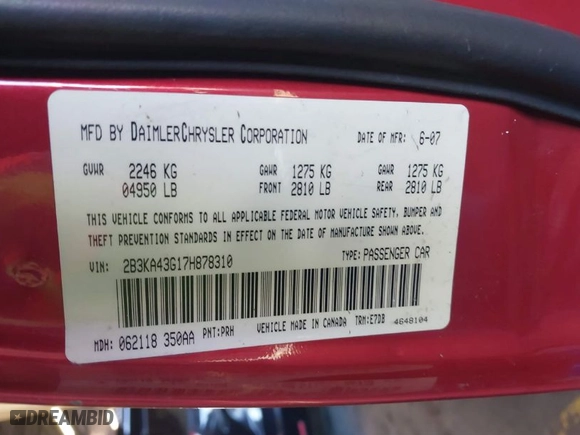 MFD BY DAIMLERCHRYSLER CORPORATION DATE OF MFR: 6-07
GVWR 2246 KG GAWR 1275 KG GAWR 1275 KG
04950 LB FRONT 2810 LB REAR 2810 LB
THIS VEHICLE CONFORMS TO ALL APPLICABLE FEDERAL MOTOR VEHICLE SAFETY, BUMPER AND
THEFT PREVENTION STANDARDS IN EFFECT ON THE DATE OF MANUFACTURE SHOWN ABOVE.
VIN: 2B3KA43G17H878310 TYPE: PASSENGER CAR
MDH: 062118 350AA PNT:PRH VEHICLE MADE IN CANADA TRM:E7DB 4648104
DREAMBID